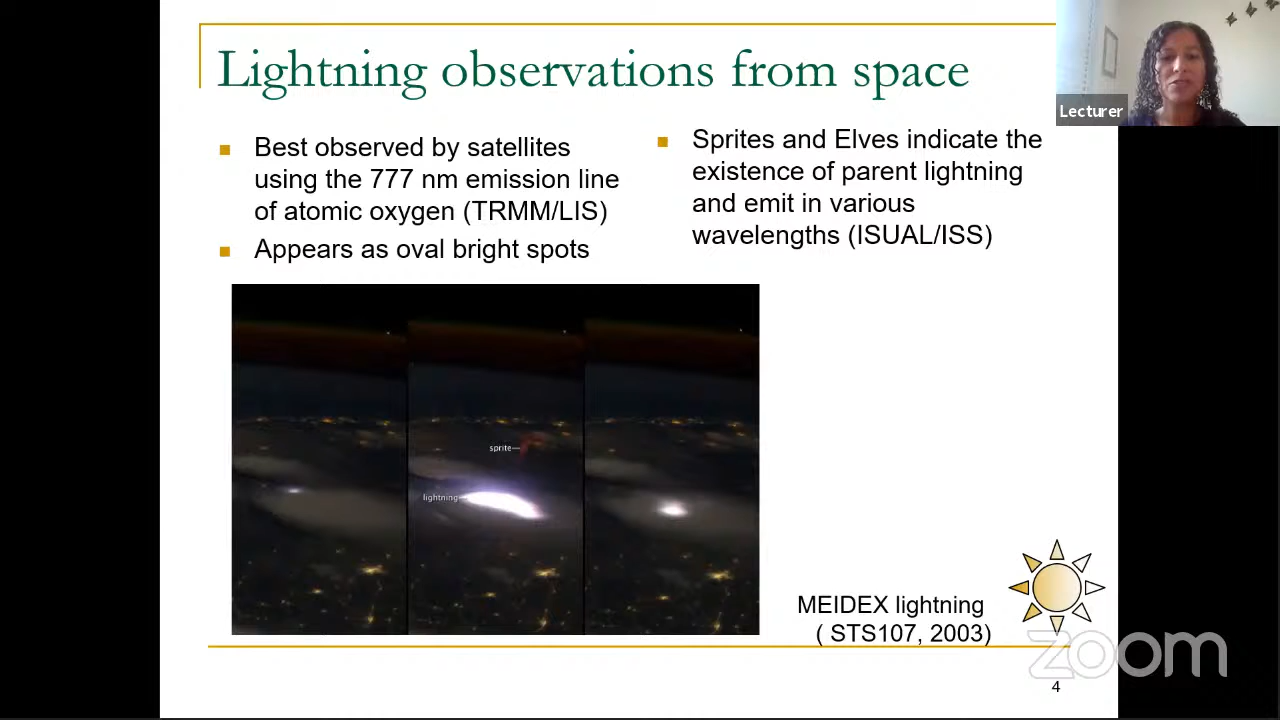 Lightning observations from space
Lecturer
Best observed by satellites
using the 777 nm emission line
of atomic oxygen (TRMM/LIS)
Appears as oval bright spots
Sprites and Elves indicate the
existence of parent lightning
and emit in various
wavelengths (ISUAL/ISS)
sprite
lightning
MEIDEX lightning
( STS107, 2003)
zoom
4